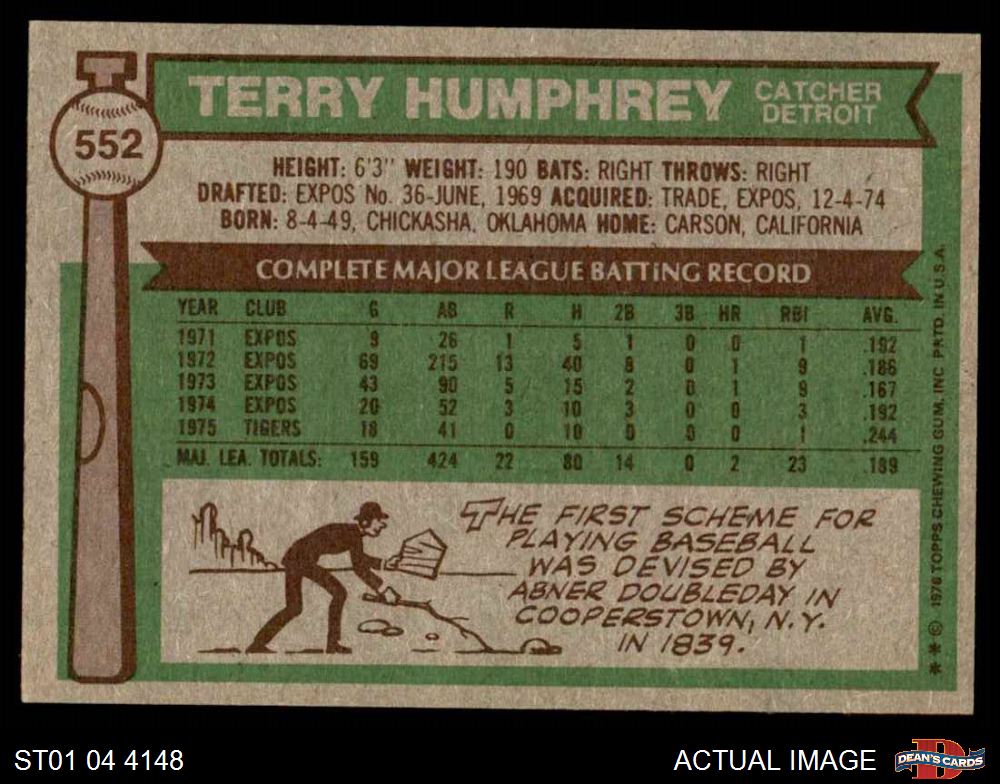 TERRY HUMPHREY
CATCHER
DETROIT
552
HEIGHT: 6'3" WEIGHT: 190 BATS: RIGHT THROWS: RIGHT
DRAFTED: EXPOS No. 36-JUNE, 1969 ACQUIRED: TRADE, EXPOS, 12-4-74
BORN: 8-4-49, CHICKASHA, OKLAHOMA HOME: CARSON, CALIFORNIA
COMPLETE MAJOR LEAGUE BATTING RECORD
YEAR CLUB G AB R H 2B 3B HR RBI AVG.
1971 EXPOS 9 26 1 5 1 0 0 1 .192
1972 EXPOS 69 215 13 40 8 0 1 9 .186
1973 EXPOS 43 90 5 15 2 0 1 9 .167
1974 EXPOS 20 52 3 10 3 0 0 3 .192
1975 TIGERS 18 41 0 10 0 0 0 1 .244
MAJ. LEA. TOTALS: 159 424 22 80 14 0 2 23 .189
THE FIRST SCHEME FOR
PLAYING BASEBALL
WAS DEVISED BY
ABNER DOUBLEDAY IN
COOPERSTOWN, N.Y.
IN 1839.
** © 1976 TOPPS CHEWING GUM, INC PRTD. IN U.S.A.
ST01 04 4148
ACTUAL IMAGE
D
DEAN'S CARDS